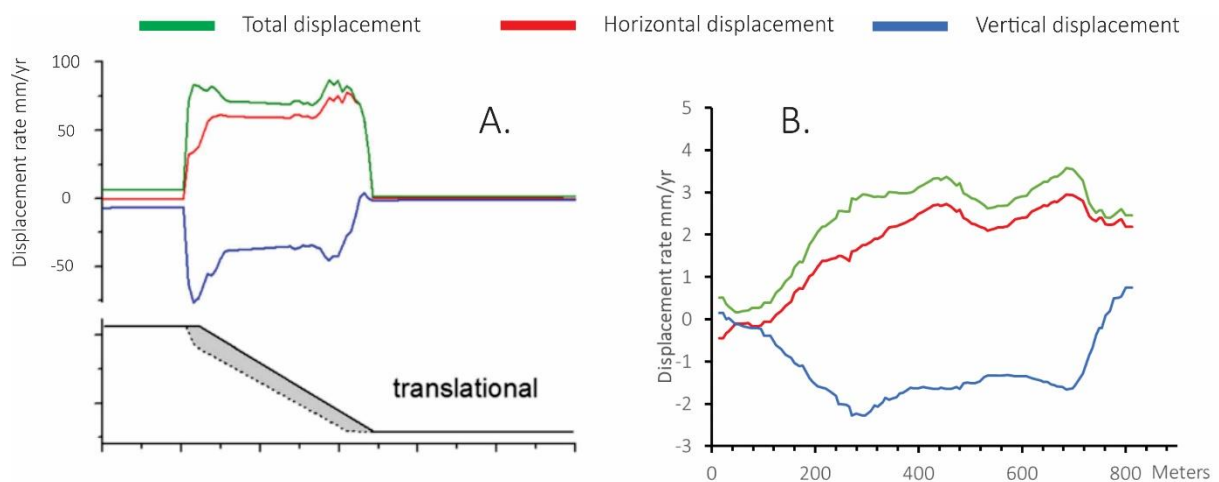 Total displacement
Horizontal displacement
Vertical displacement
Displacement rate mm/yr
100
50
0
-50
A.
translational
Displacement rate mm/yr
5
4
3
2
1
0
-1
-2
-3
B.
0
200
400
600
800
Meters